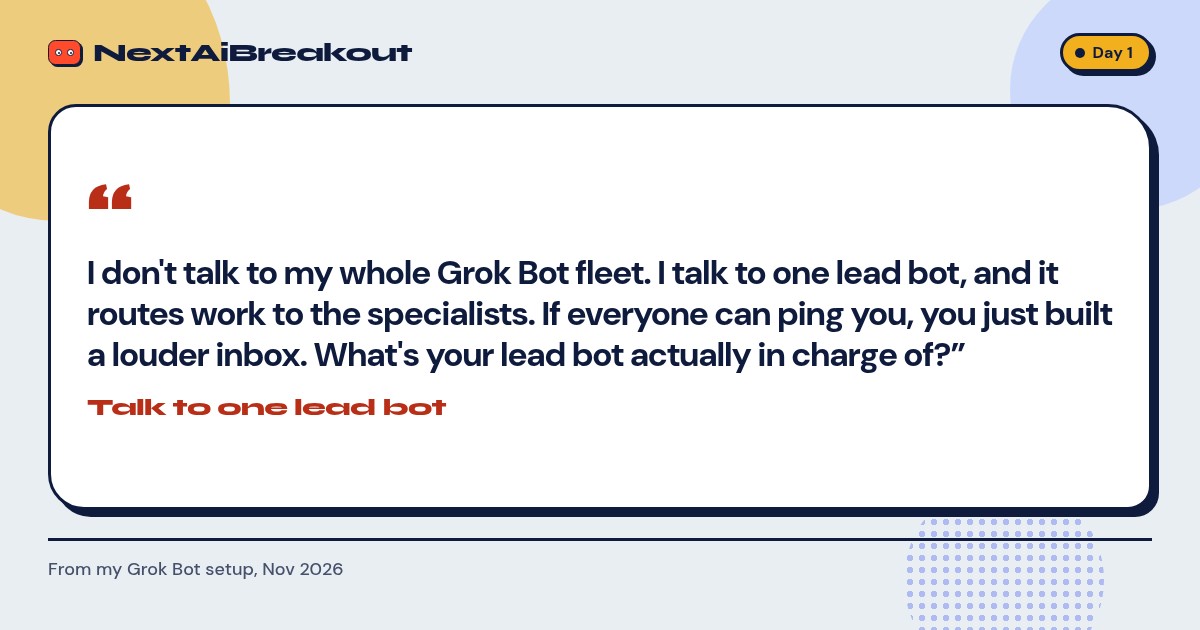 NextAiBreakout
Day 1
“
I don't talk to my whole Grok Bot fleet. I talk to one lead bot, and it
routes work to the specialists. If everyone can ping you, you just built
a louder inbox. What's your lead bot actually in charge of?”
Talk to one lead bot
From my Grok Bot setup, Nov 2026